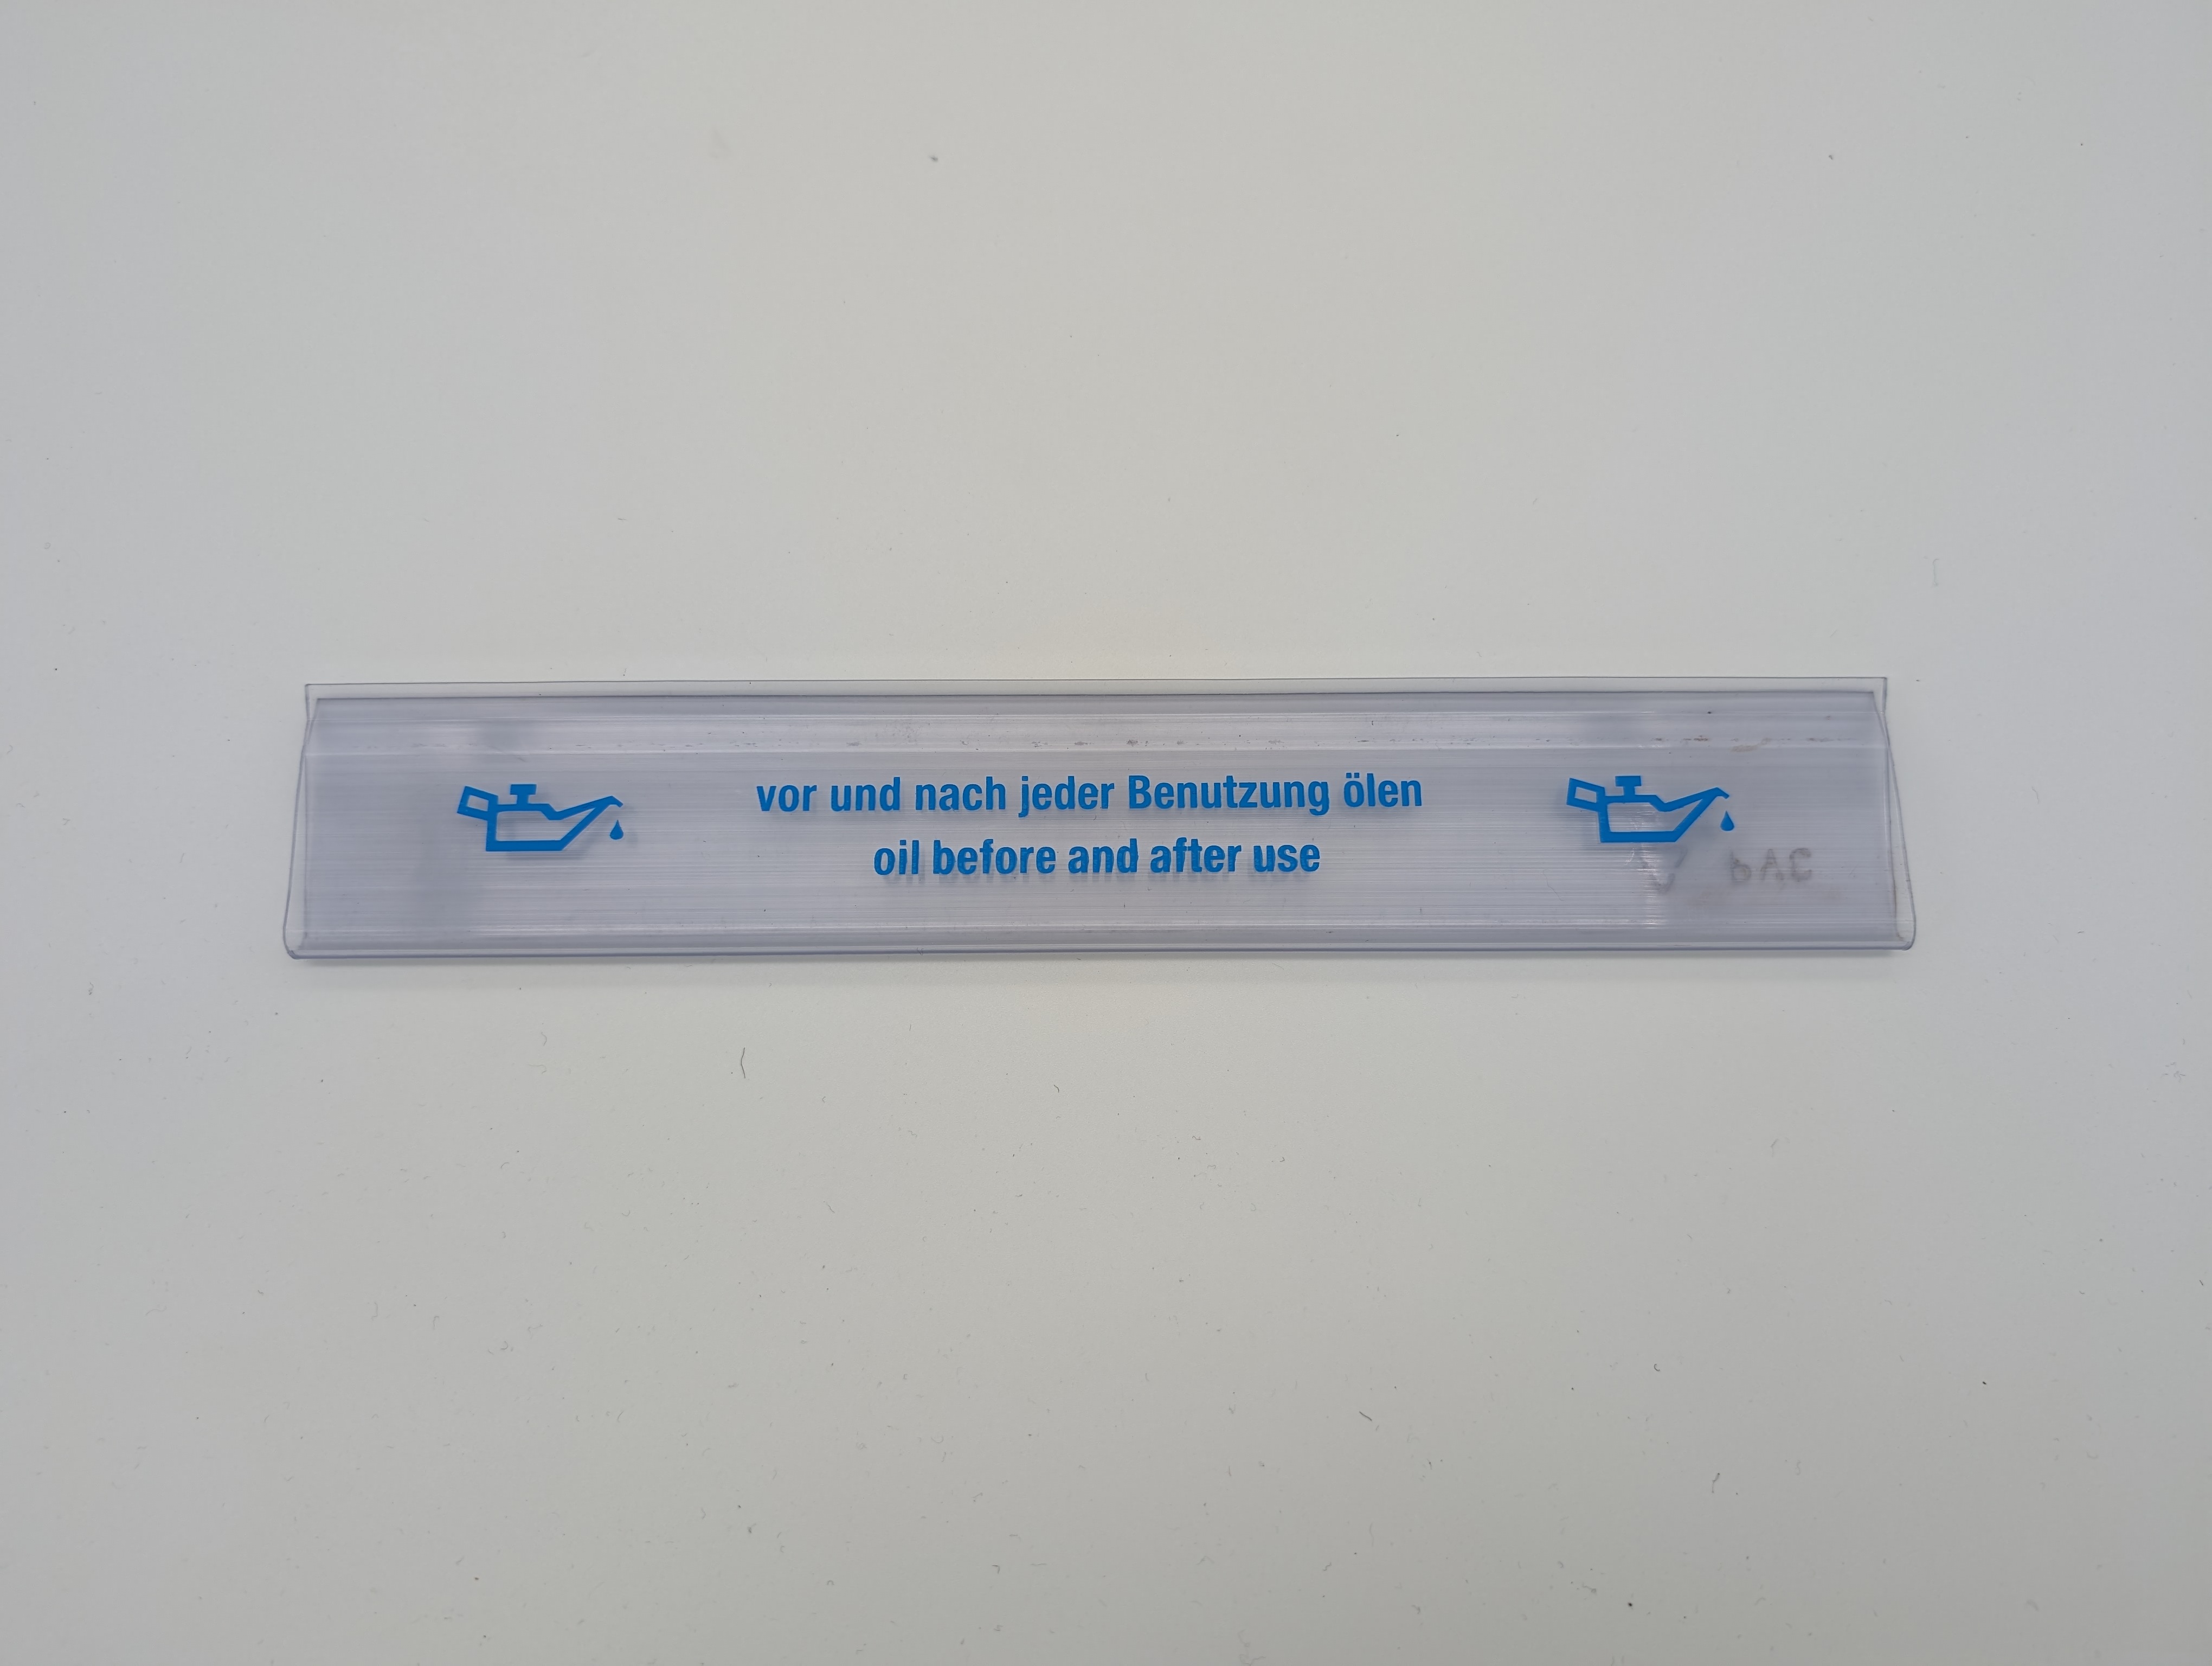 vor und nach jeder Benutzung ölen
oil before and after use